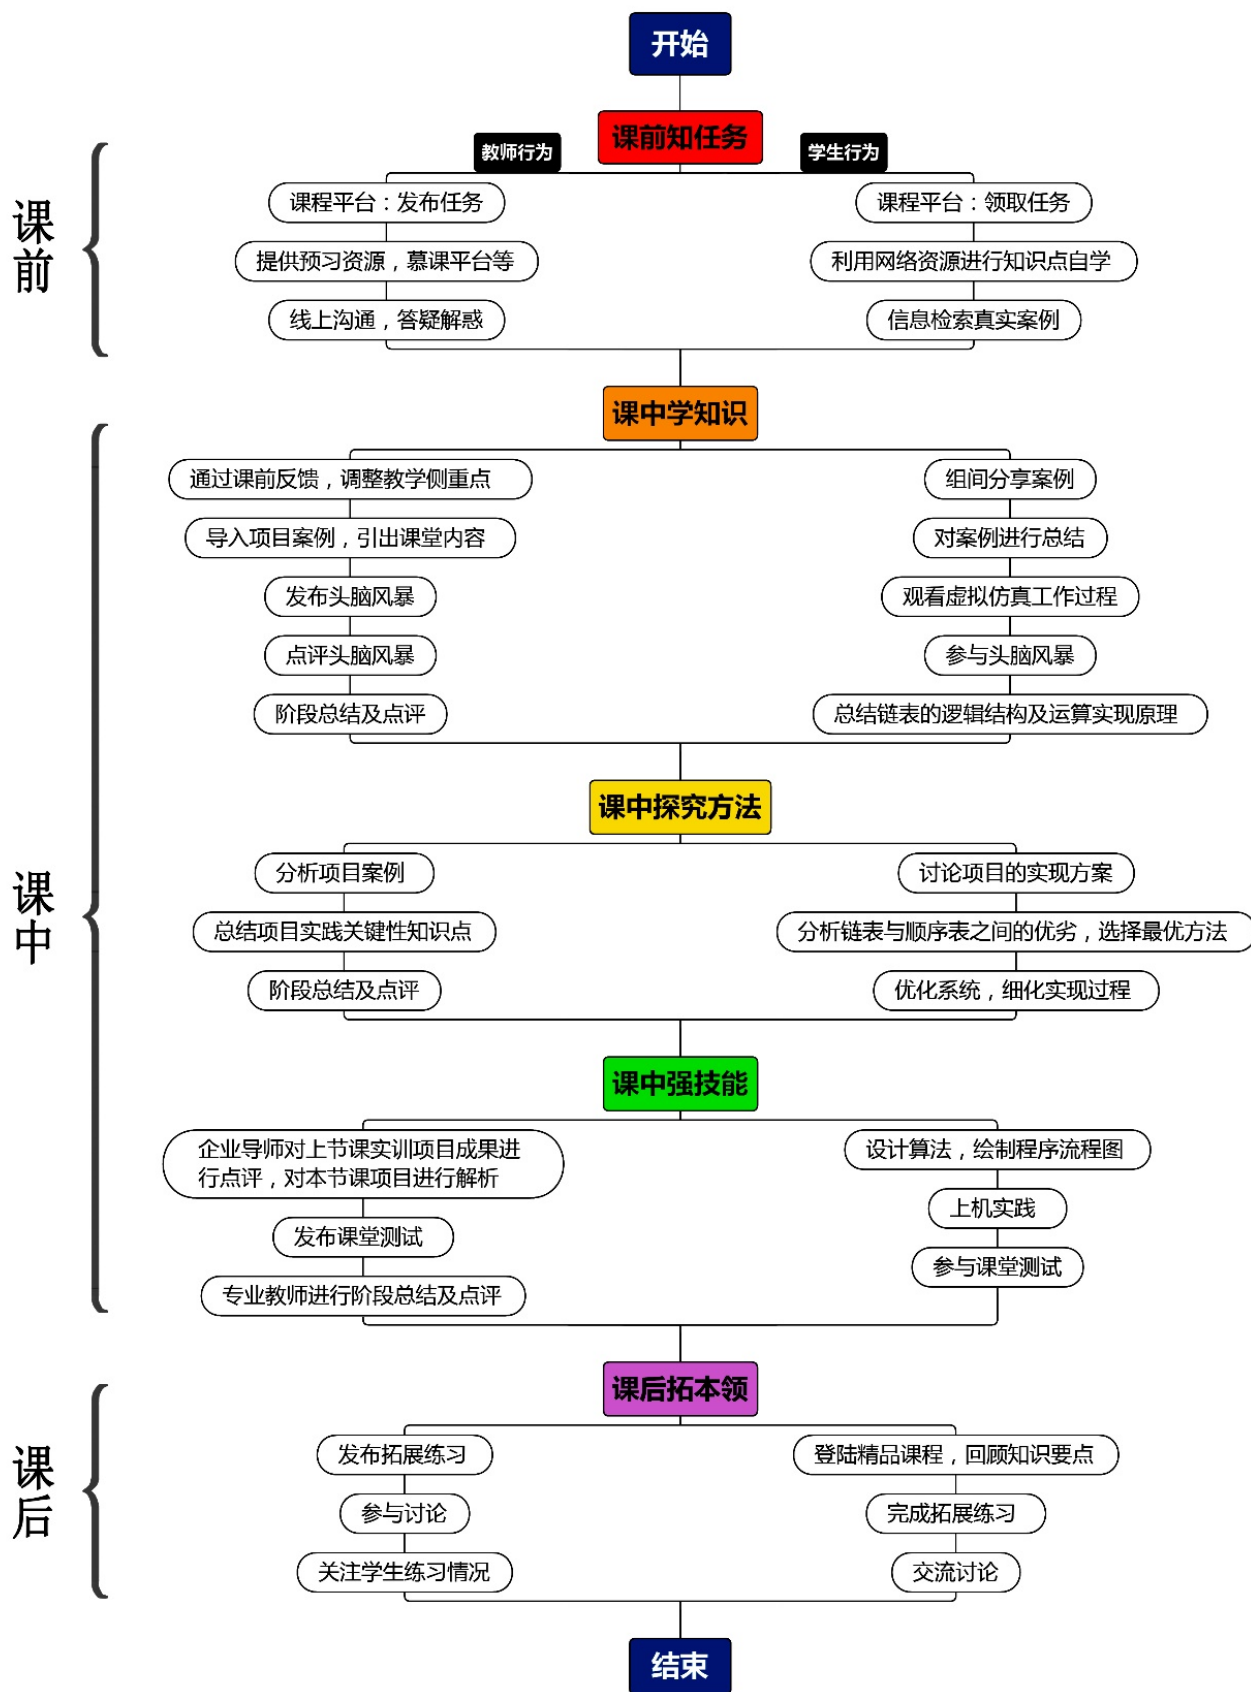 开始
课前知任务
教师行为
学生行为
课前
课程平台：发布任务
课程平台：领取任务
提供预习资源，慕课平台等
利用网络资源进行知识点自学
线上沟通，答疑解惑
信息检索真实案例
课中学知识
课中
通过课前反馈，调整教学侧重点
组间分享案例
导入项目案例，引出课堂内容
对案例进行总结
发布头脑风暴
观看虚拟仿真工作过程
点评头脑风暴
参与头脑风暴
阶段总结及点评
总结链表的逻辑结构及运算实现原理
课中探究方法
分析项目案例
讨论项目的实现方案
总结项目实践关键性知识点
分析链表与顺序表之间的优劣，选择最优方法
阶段总结及点评
优化系统，细化实现过程
课中强技能
企业导师对上节课实训项目成果进
行点评，对本节课项目进行解析
设计算法，绘制程序流程图
上机实践
发布课堂测试
参与课堂测试
专业教师进行阶段总结及点评
课后拓本领
课后
发布拓展练习
登陆精品课程，回顾知识要点
参与讨论
完成拓展练习
关注学生练习情况
交流讨论
结束